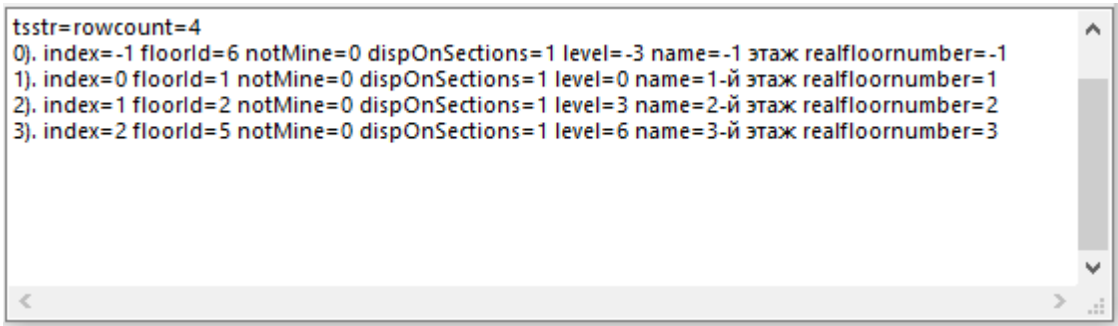 tsstr=rowcount=4
0). index=-1 floorId=6 notMine=0 dispOnSections=1 level=-3 name=-1 этаж realfloornumber=-1
1). index=0 floorId=1 notMine=0 dispOnSections=1 level=0 name=1-й этаж realfloornumber=1
2). index=1 floorId=2 notMine=0 dispOnSections=1 level=3 name=2-й этаж realfloornumber=2
3). index=2 floorId=5 notMine=0 dispOnSections=1 level=6 name=3-й этаж realfloornumber=3